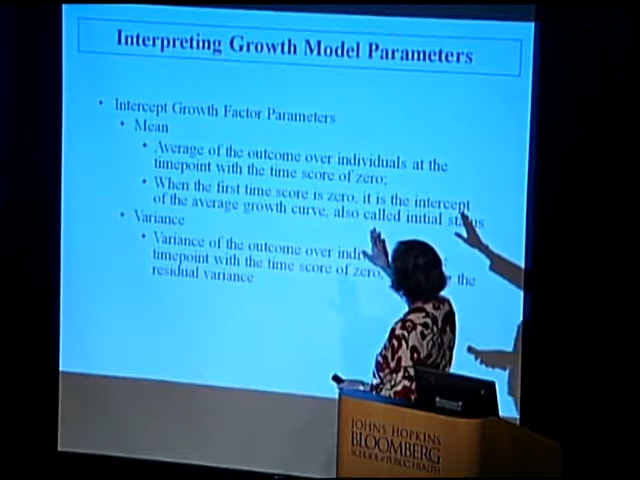 Interpreting Growth Model Parameters
• Intercept Growth Factor Parameters
• Mean
• Average of the outcome over individuals at the
timepoint with the time score of zero;
• When the first time score is zero, it is the intercept
of the average growth curve, also called initial status
• Variance
• Variance of the outcome over
timepoint with the time score of zero, the
residual variance
JOHNS HOPKINS
BLOOMBERG
SCHOOL of PUBLIC HEALTH